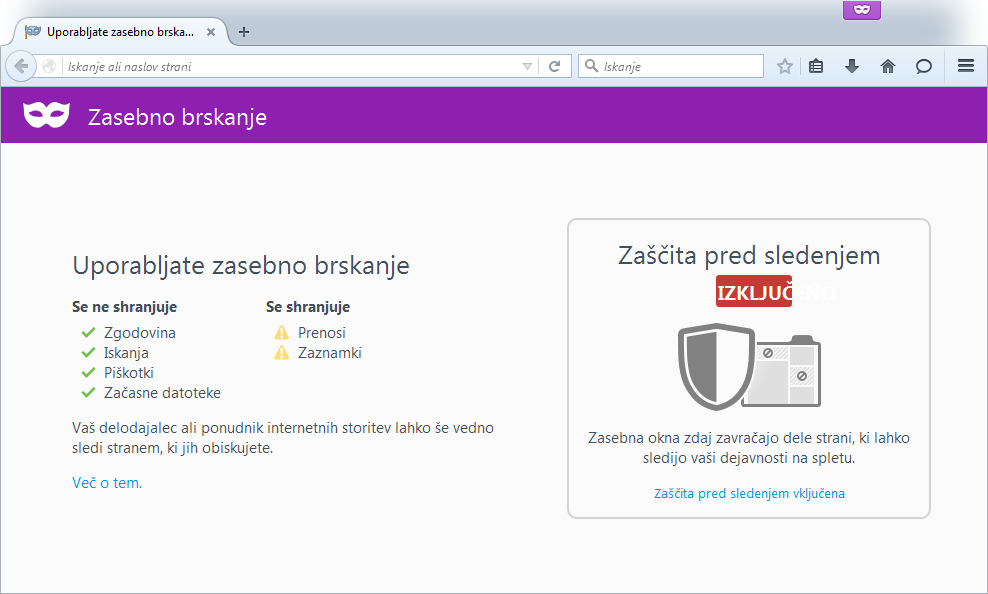 Uporabljate zasebno brska...
Iskanje ali naslov strani
Iskanje
Zasebno brskanje
Uporabljate zasebno brskanje
Se ne shranjuje
Zgodovina
Iskanja
Piškotki
Začasne datoteke
Se shranjuje
Prenosi
Zaznamki
Vaš delodajalec ali ponudnik internetnih storitev lahko še vedno
sledi stranem, ki jih obiskujete.
Več o tem.
Zaščita pred sledenjem
IZKLJUČENO
Zasebna okna zdaj zavračajo dele strani, ki lahko
sledijo vaši dejavnosti na spletu.
Zaščita pred sledenjem vključena